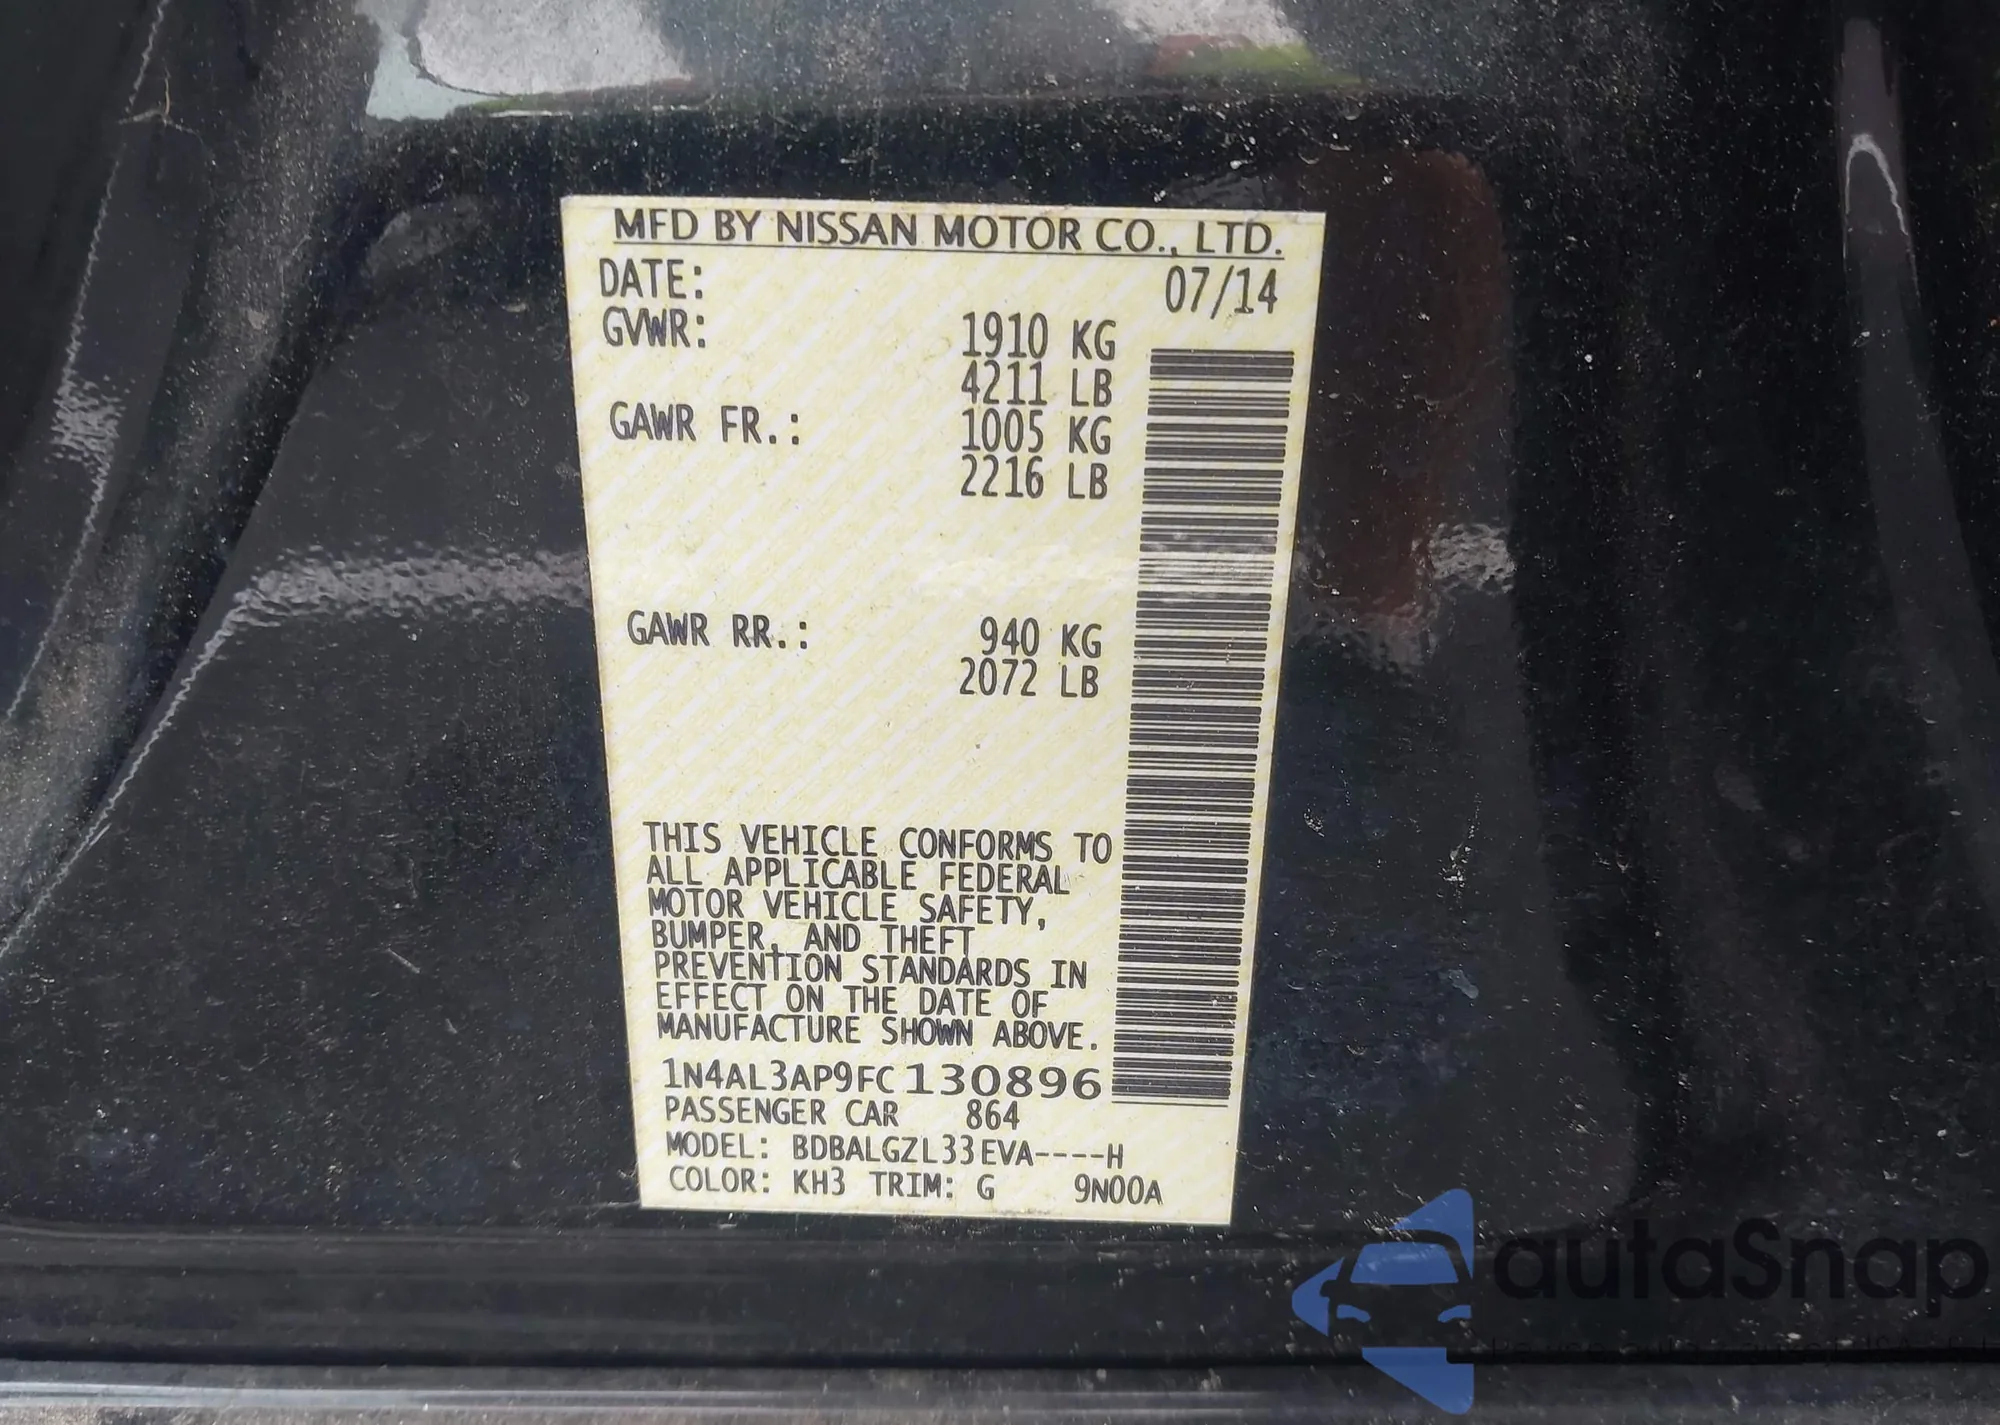 MFD BY NISSAN MOTOR CO., LTD.
DATE: 07/14
GVWR: 1910 KG
4211 LB
GAWR FR.: 1005 KG
2216 LB
GAWR RR.: 940 KG
2072 LB
THIS VEHICLE CONFORMS TO
ALL APPLICABLE FEDERAL
MOTOR VEHICLE SAFETY,
BUMPER, AND THEFT
PREVENTION STANDARDS IN
EFFECT ON THE DATE OF
MANUFACTURE SHOWN ABOVE.
1N4AL3AP9FC130896
PASSENGER CAR 864
MODEL: BDBALGZL33EVA----H
COLOR: KH3 TRIM: G 9N00A
autaSnap